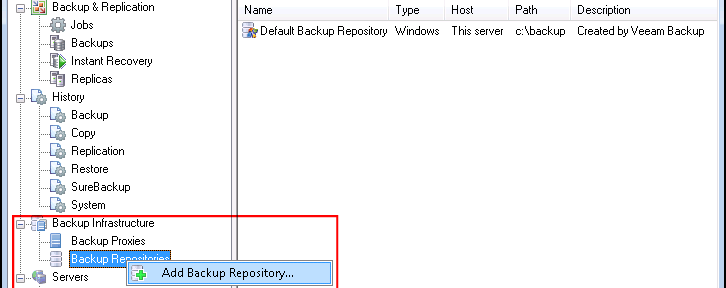 Backup & Replication
Jobs
Backups
Instant Recovery
Replicas
History
Backup
Copy
Replication
Restore
SureBackup
System
Backup Infrastructure
Backup Proxies
Backup Repositories
Add Backup Repository...
Servers
Name Type Host Path Description
Default Backup Repository Windows This server c:\backup Created by Veeam Backup